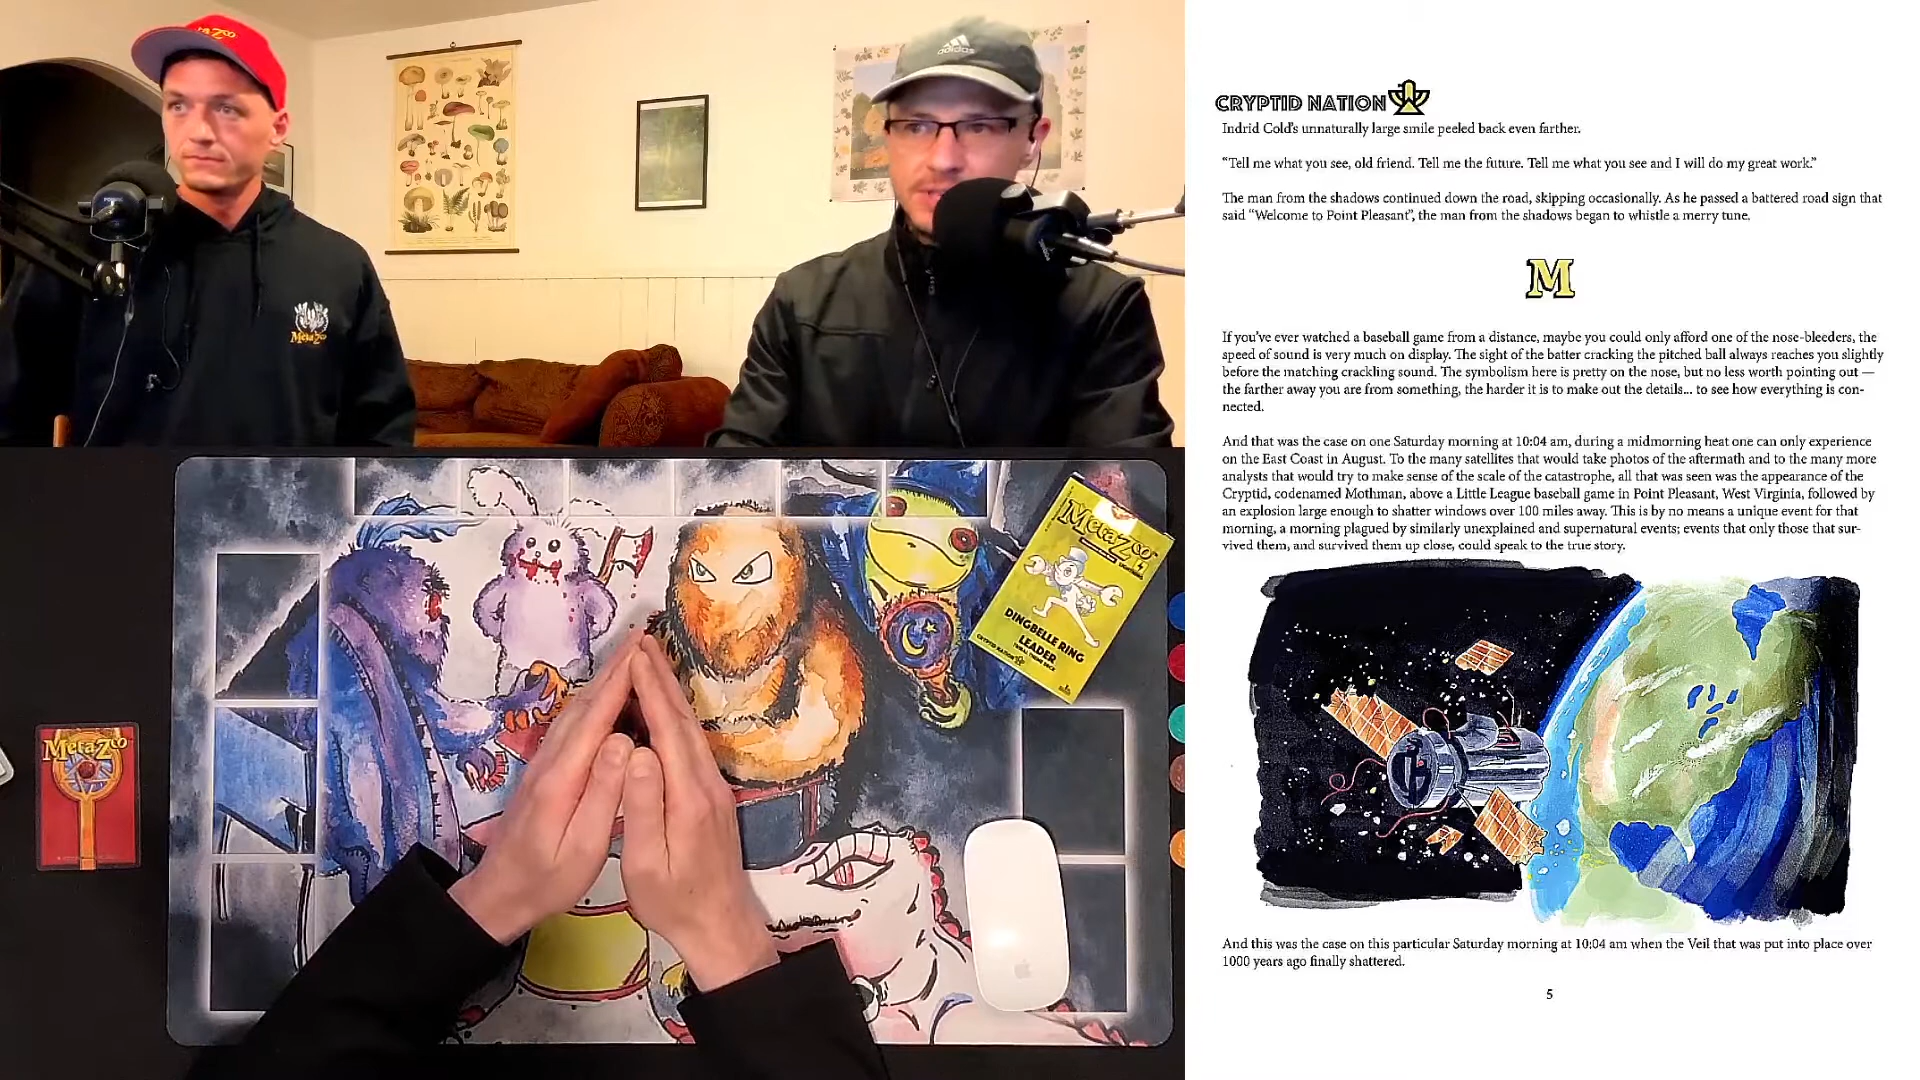 MetaZoo
adidas
MetaZoo
CRYPTID NATION
Indrid Cold's unnaturally large smile peeled back even farther.
“Tell me what you see, old friend. Tell me the future. Tell me what you see and I will do my great work.”
The man from the shadows continued down the road, skipping occasionally. As he passed a battered road sign that
said “Welcome to Point Pleasant”, the man from the shadows began to whistle a merry tune.
M
If you've ever watched a baseball game from a distance, maybe you could only afford one of the nose-bleeders, the
speed of sound is very much on display. The sight of the batter cracking the pitched ball always reaches you slightly
before the matching crackling sound. The symbolism here is pretty on the nose, but no less worth pointing out —
the farther away you are from something, the harder it is to make out the details... to see how everything is con-
nected.
And that was the case on one Saturday morning at 10:04 am, during a midmorning heat one can only experience
on the East Coast in August. To the many satellites that would take photos of the aftermath and to the many more
analysts that would try to make sense of the scale of the catastrophe, all that was seen was the appearance of the
Cryptid, codenamed Mothman, above a Little League baseball game in Point Pleasant, West Virginia, followed by
an explosion large enough to shatter windows over 100 miles away. This is by no means a unique event for that
morning, a morning plagued by similarly unexplained and supernatural events; events that only those that sur-
vived them, and survived them up close, could speak to the true story.
And this was the case on this particular Saturday morning at 10:04 am when the Veil that was put into place over
1000 years ago finally shattered.
5
MetaZoo
DINGBELLE RING
LEADER
TRIBAL THEME DECK
CRYPTID NATION
MetaZoo